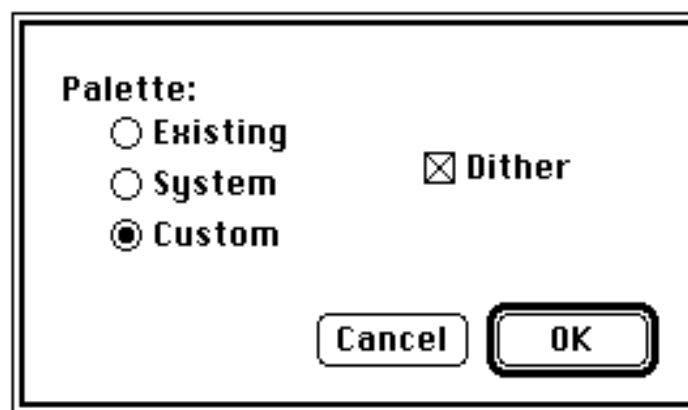 Palette:
Existing
System
Custom
Dither
Cancel
OK